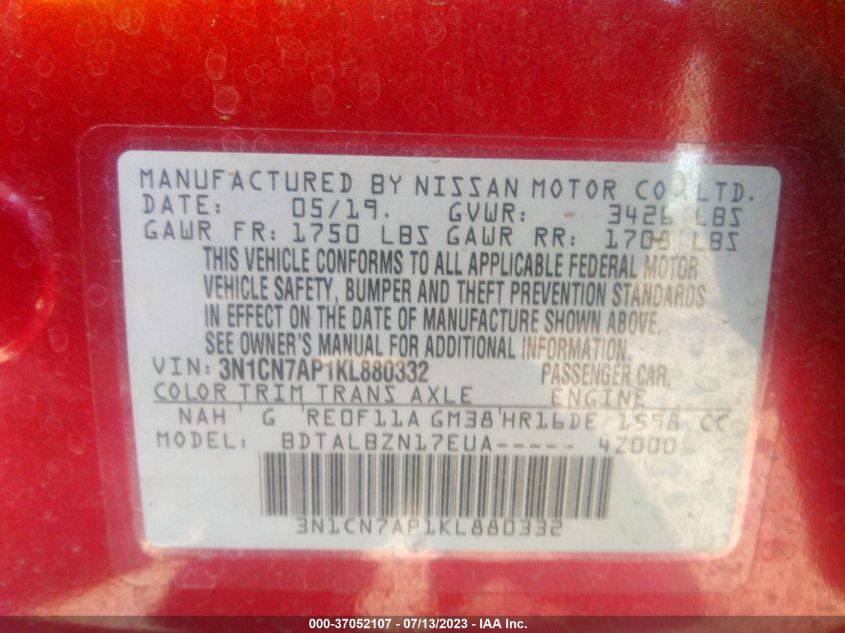 MANUFACTURED BY NISSAN MOTOR CO., LTD.
DATE: 05/19. GVWR: 3426 LBS
GAWR FR: 1750 LBS GAWR RR: 1708 LBS
THIS VEHICLE CONFORMS TO ALL APPLICABLE FEDERAL MOTOR
VEHICLE SAFETY, BUMPER AND THEFT PREVENTION STANDARDS
IN EFFECT ON THE DATE OF MANUFACTURE SHOWN ABOVE.
SEE OWNER'S MANUAL FOR ADDITIONAL INFORMATION.
VIN: 3N1CN7AP1KL880332 PASSENGER CAR.
COLOR TRIM TRANS AXLE ENGINE
NAH G RE0F11A GM38 HR16DE 1598 CC
MODEL: BDTALBZN17EUA----- 4Z000
3N1CN7AP1KL880332
000-37052107 - 07/13/2023 - IAA Inc.